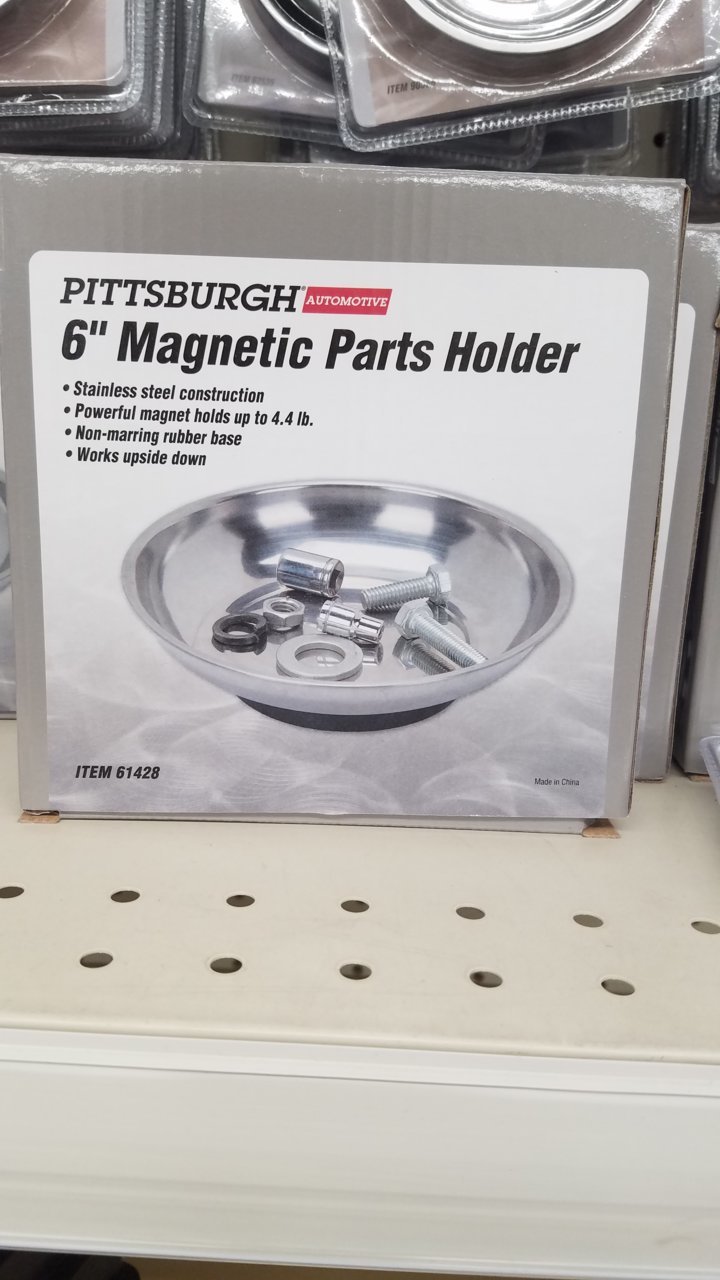 PITTSBURGH® AUTOMOTIVE
6" Magnetic Parts Holder
• Stainless steel construction
• Powerful magnet holds up to 4.4 lb.
• Non-marring rubber base
• Works upside down
ITEM 61428
Made in China